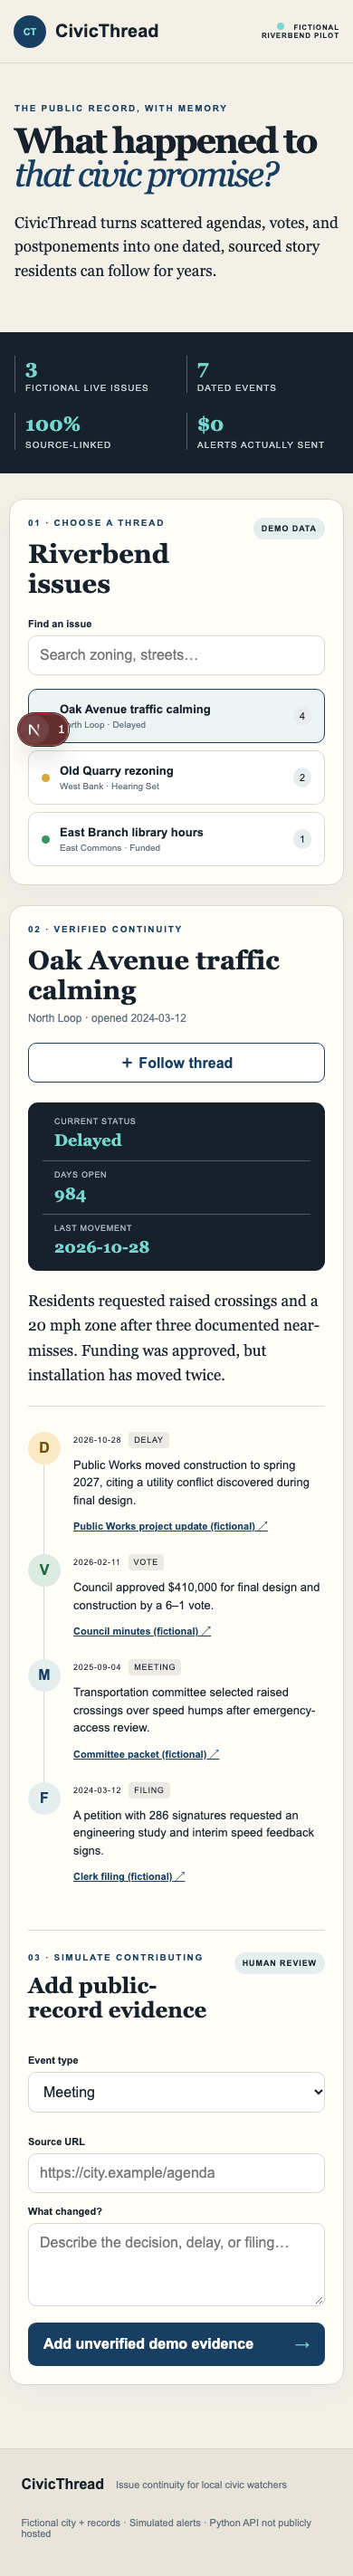 CT CivicThread
FICTIONAL
RIVERBEND PILOT
THE PUBLIC RECORD, WITH MEMORY
What happened to
that civic promise?
CivicThread turns scattered agendas, votes, and
postponements into one dated, sourced story
residents can follow for years.
3
FICTIONAL LIVE ISSUES
7
DATED EVENTS
100%
SOURCE-LINKED
$0
ALERTS ACTUALLY SENT
01 · CHOOSE A THREAD
DEMO DATA
Riverbend
issues
Find an issue
Search zoning, streets…
Oak Avenue traffic calming
4
North Loop · Delayed
N 1
Old Quarry rezoning
2
West Bank · Hearing Set
East Branch library hours
1
East Commons · Funded
02 · VERIFIED CONTINUITY
Oak Avenue traffic
calming
North Loop · opened 2024-03-12
+ Follow thread
CURRENT STATUS
Delayed
DAYS OPEN
984
LAST MOVEMENT
2026-10-28
Residents requested raised crossings and a
20 mph zone after three documented near-
misses. Funding was approved, but
installation has moved twice.
D
2026-10-28 DELAY
Public Works moved construction to spring
2027, citing a utility conflict discovered during
final design.
Public Works project update (fictional) ↗
V
2026-02-11 VOTE
Council approved $410,000 for final design and
construction by a 6–1 vote.
Council minutes (fictional) ↗
M
2025-09-04 MEETING
Transportation committee selected raised
crossings over speed humps after emergency-
access review.
Committee packet (fictional) ↗
F
2024-03-12 FILING
A petition with 286 signatures requested an
engineering study and interim speed feedback
signs.
Clerk filing (fictional) ↗
03 · SIMULATE CONTRIBUTING
HUMAN REVIEW
Add public-
record evidence
Event type
Meeting
Source URL
https://city.example/agenda
What changed?
Describe the decision, delay, or filing…
Add unverified demo evidence →
CivicThread Issue continuity for local civic watchers
Fictional city + records · Simulated alerts · Python API not publicly
hosted